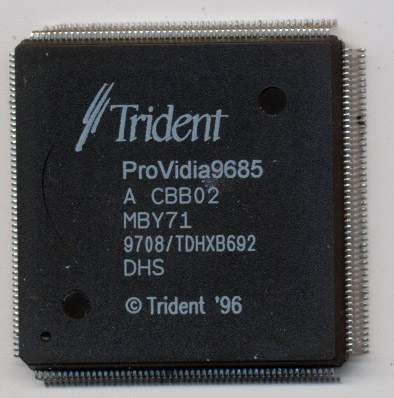 Trident
ProVidia9685
A CBB02
MBY71
9708/TDHXB692
DHS
© Trident '96